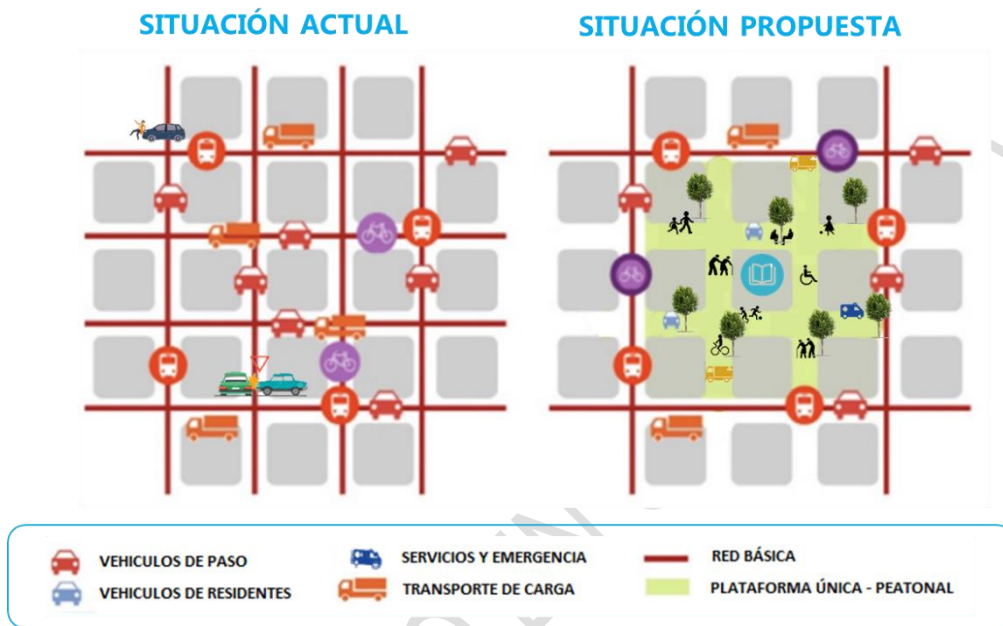 SITUACIÓN ACTUAL
SITUACIÓN PROPUESTA
VEHICULOS DE PASO
SERVICIOS Y EMERGENCIA
RED BÁSICA
VEHICULOS DE RESIDENTES
TRANSPORTE DE CARGA
PLATAFORMA ÚNICA - PEATONAL